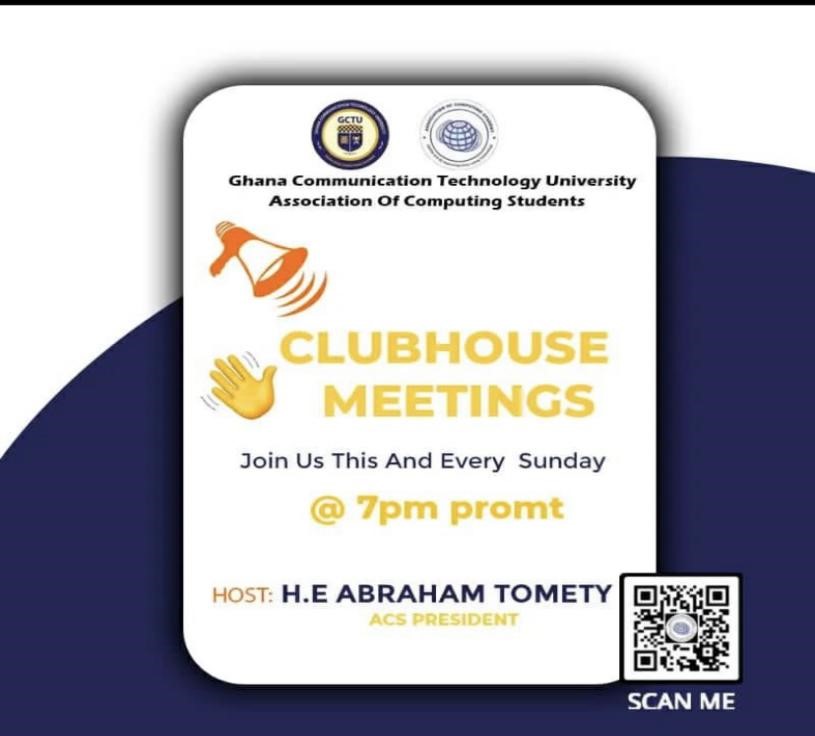 GCTU
Ghana Communication Technology University
Association Of Computing Students
CLUBHOUSE
MEETINGS
Join Us This And Every Sunday
@ 7pm promt
HOST: H.E ABRAHAM TOMETY
ACS PRESIDENT
SCAN ME